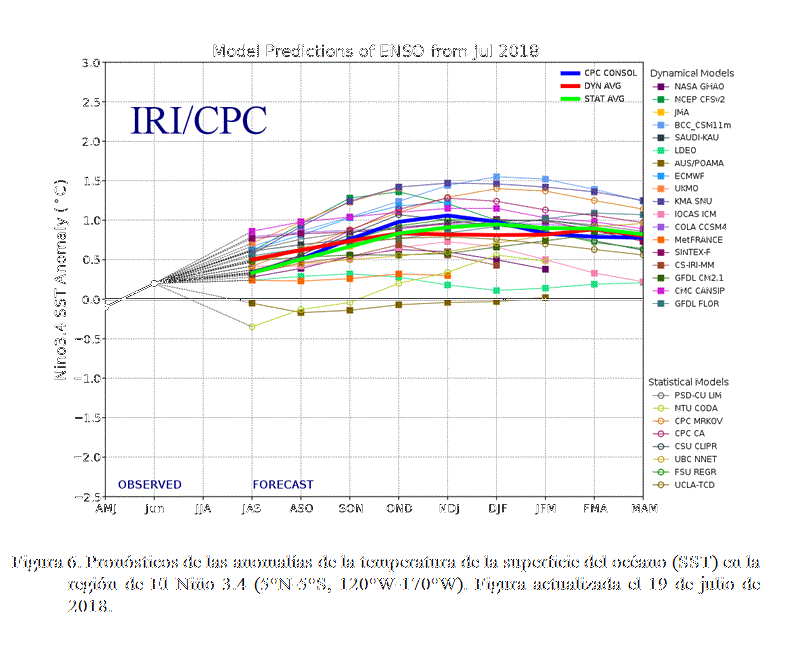 Model Predictions of ENSO from Jul 2018
3.0
2.5
2.0
1.5
1.0
0.5
0.0
−0.5
−1.0
−1.5
−2.0
−2.5
Nino3.4 SST Anomaly (°C)
IRI/CPC
CPC CONSOL
DYN AVG
STAT AVG
OBSERVED
FORECAST
AMJ Jun JJA JAS ASO SON OND NDJ DJF JFM FMA MAM
Dynamical Models
NASA GMAO
NCEP CFSv2
JMA
BCC_CSM11m
SAUDI-KAU
LDEO
AUS/POAMA
ECMWF
UKMO
KMA SNU
IOCAS ICM
COLA CCSM4
MetFRANCE
SINTEX-F
CS-IRI-MM
GFDL CM2.1
CMC CANSIP
GFDL FLOR
Statistical Models
PSD-CU LIM
NTU CODA
CPC MRKOV
CPC CA
CSU CLIPR
UBC NNET
FSU REGR
UCLA-TCD
Figura 6. Pronósticos de las anomalías de la temperatura de la superficie del océano (SST) en la
región de El Niño 3.4 (5°N-5°S, 120°W-170°W). Figura actualizada el 19 de julio de
2018.